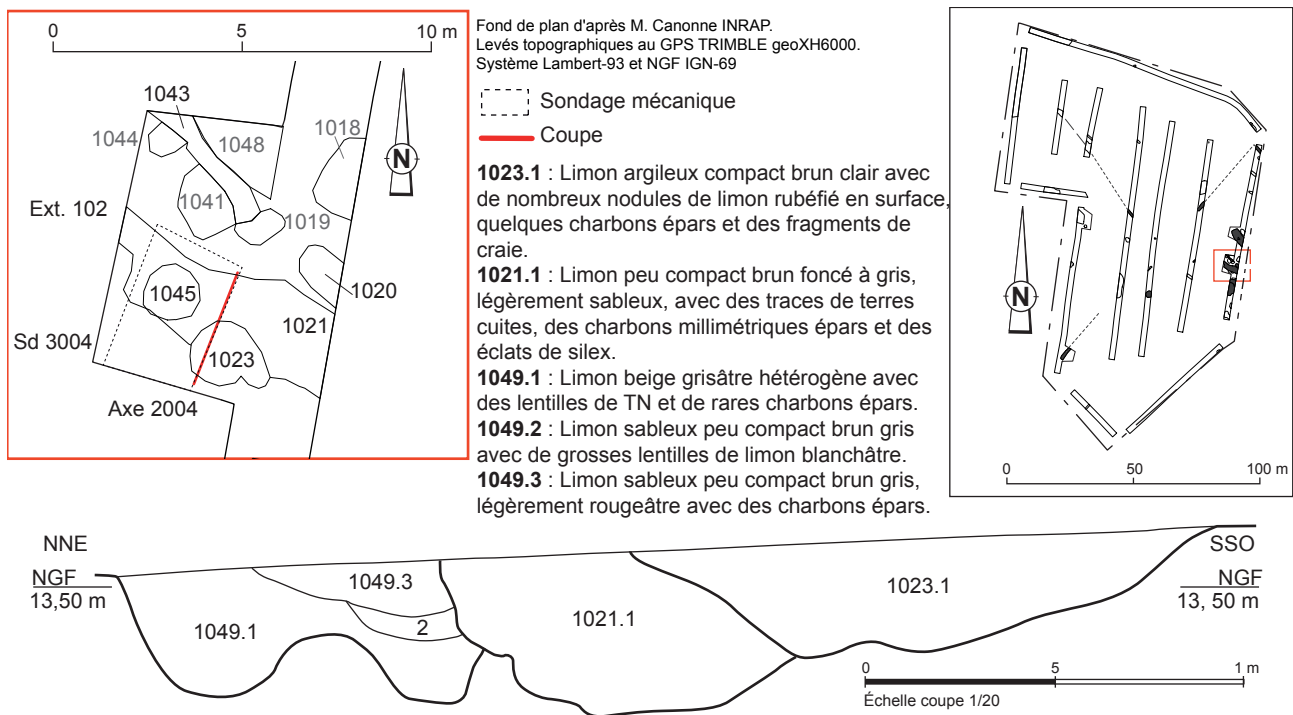 0 5 10 m
1043
1044
1048
1018
N
1041
Ext. 102
1019
1045
1020
1021
Sd 3004
1023
Axe 2004
Fond de plan d'après M. Canonne INRAP.
Levés topographiques au GPS TRIMBLE geoXH6000.
Système Lambert-93 et NGF IGN-69
Sondage mécanique
Coupe
1023.1 : Limon argileux compact brun clair avec
de nombreux nodules de limon rubéfié en surface,
quelques charbons épars et des fragments de
craie.
1021.1 : Limon peu compact brun foncé à gris,
légèrement sableux, avec des traces de terres
cuites, des charbons millimétriques épars et des
éclats de silex.
1049.1 : Limon beige grisâtre hétérogène avec
des lentilles de TN et de rares charbons épars.
1049.2 : Limon sableux peu compact brun gris
avec de grosses lentilles de limon blanchâtre.
1049.3 : Limon sableux peu compact brun gris,
légèrement rougeâtre avec des charbons épars.
N
0 50 100 m
NNE
SSO
NGF
13,50 m
1049.3
1049.1
2
1021.1
1023.1
NGF
13, 50 m
0 5 1 m
Échelle coupe 1/20